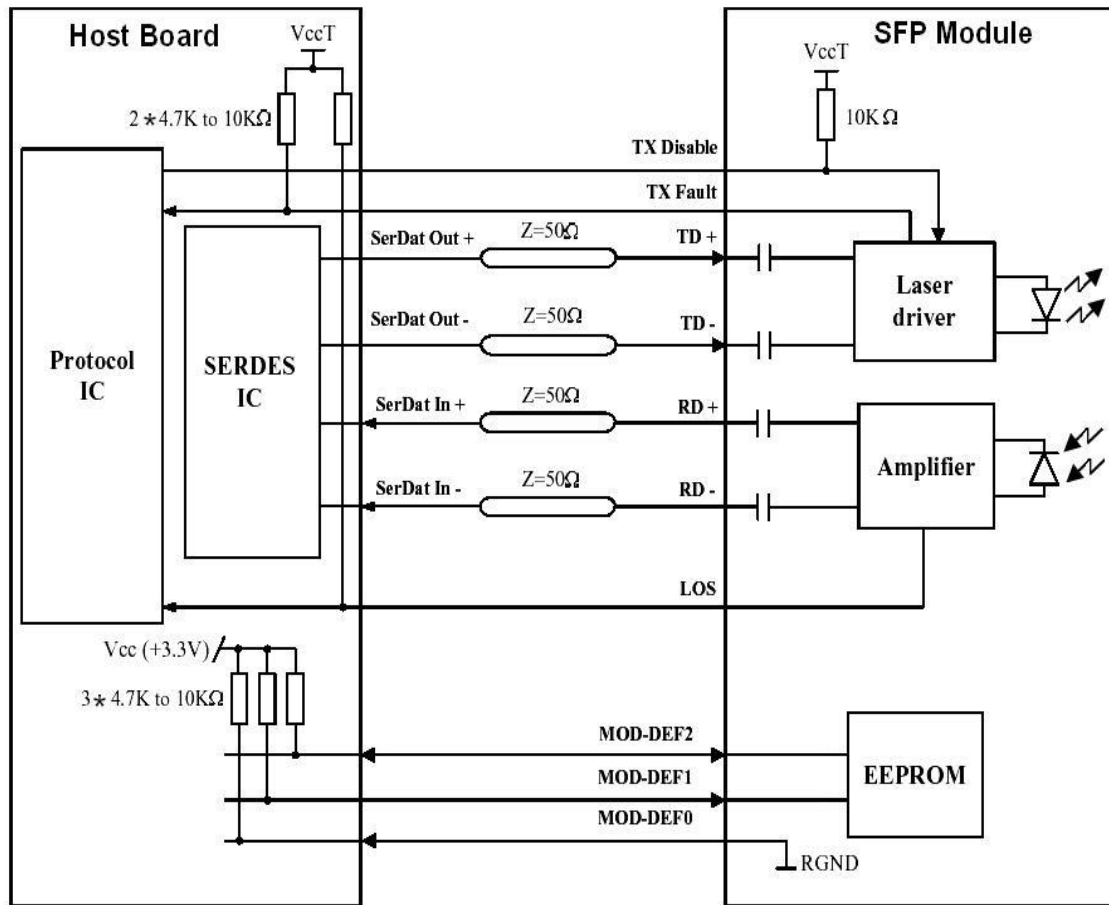 Host Board
SFP Module
VccT
VccT
2*4.7K to 10KΩ
10KΩ
TX Disable
TX Fault
SerDat Out +
Z=50Ω
TD +
SerDat Out -
Z=50Ω
TD -
Laser
driver
Protocol
IC
SERDES
IC
SerDat In +
Z=50Ω
RD +
SerDat In -
Z=50Ω
RD -
Amplifier
LOS
Vcc (+3.3V)
3*4.7K to 10KΩ
MOD-DEF2
MOD-DEF1
MOD-DEF0
EEPROM
RGND